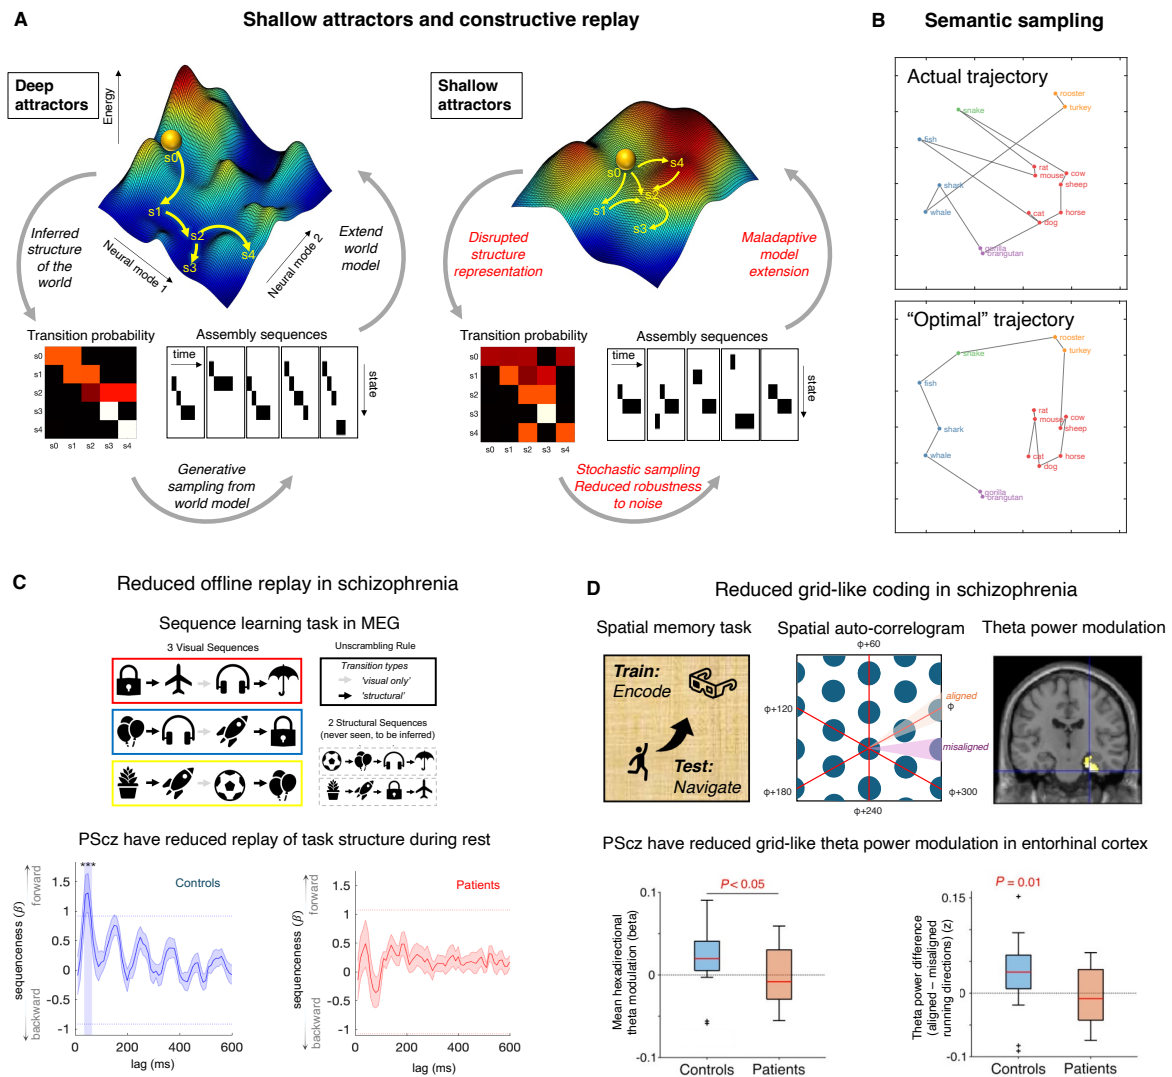 A
Shallow attractors and constructive replay
Deep
attractors
Energy
s0
s1
s2
s3
s4
Neural mode 1
Neural mode 2
Inferred
structure
of the
world
Extend
world
model
Transition probability
s0
s1
s2
s3
s4
s0 s1 s2 s3 s4
Assembly sequences
time
state
Generative
sampling from
world model
Shallow
attractors
s0
s1
s2
s3
s4
Disrupted
structure
representation
Maladaptive
model
extension
Transition probability
s0
s1
s2
s3
s4
s0 s1 s2 s3 s4
Assembly sequences
time
state
Stochastic sampling
Reduced robustness
to noise
B
Semantic sampling
Actual trajectory
rooster
turkey
snake
fish
rat
mouse
cow
sheep
shark
whale
cat
dog
horse
gorilla
orangutan
“Optimal” trajectory
rooster
turkey
snake
fish
rat
mouse
cow
sheep
shark
whale
cat
dog
horse
gorilla
orangutan
C
Reduced offline replay in schizophrenia
Sequence learning task in MEG
3 Visual Sequences
Unscrambling Rule
Transition types
‘visual only’
‘structural’
2 Structural Sequences
(never seen, to be inferred)
PScz have reduced replay of task structure during rest
***
Controls
forward
backward
sequenceness (β)
1.5
1
0.5
0
-0.5
-1
0 200 400 600
lag (ms)
Patients
forward
backward
sequenceness (β)
1.5
1
0.5
0
-0.5
-1
0 200 400 600
lag (ms)
D
Reduced grid-like coding in schizophrenia
Spatial memory task
Train:
Encode
Test:
Navigate
Spatial auto-correlogram
ϕ+60
ϕ+120
aligned
ϕ
misaligned
ϕ+180
ϕ+300
ϕ+240
Theta power modulation
PScz have reduced grid-like theta power modulation in entorhinal cortex
P < 0.05
Mean hexadirectional
theta modulation (beta)
0.1
0
-0.1
Controls Patients
P = 0.01
Theta power difference
(aligned – misaligned
running directions) (z)
0.15
0
0.1
Controls Patients